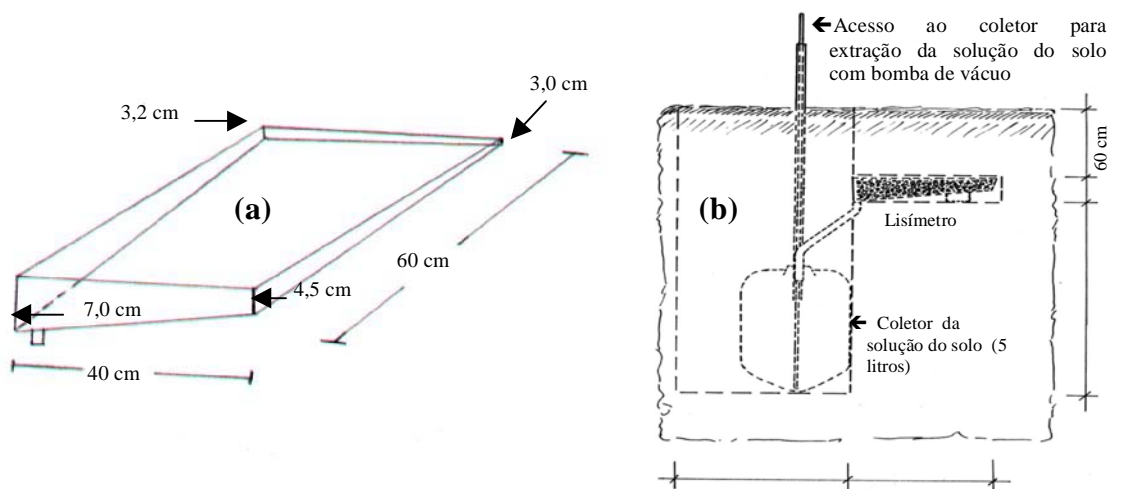 3,2 cm
3,0 cm
(a)
60 cm
7,0 cm
4,5 cm
40 cm
Acesso ao coletor para
extração da solução do solo
com bomba de vácuo
60 cm
(b)
Lisímetro
Coletor da
solução do solo (5
litros)